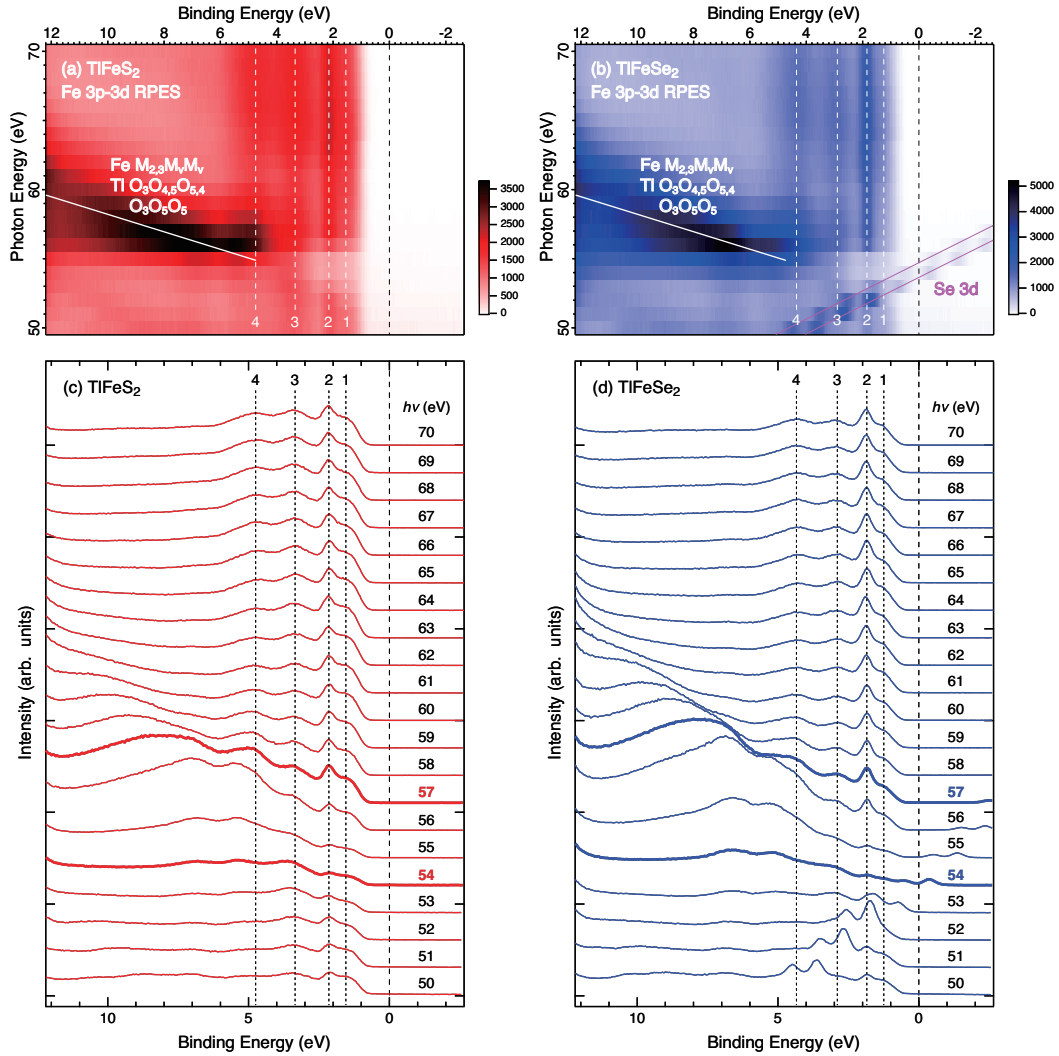 Binding Energy (eV)
12 10 8 6 4 2 0 -2
Photon Energy (eV)
70
60
50
(a) TlFeS2
Fe 3p-3d RPES
Fe M2,3MvMv
Tl O3O4,5O5,4
O3O5O5
4 3 2 1
3500
3000
2500
2000
1500
1000
500
0
Binding Energy (eV)
12 10 8 6 4 2 0 -2
Photon Energy (eV)
70
60
50
(b) TlFeSe2
Fe 3p-3d RPES
Fe M2,3MvMv
Tl O3O4,5O5,4
O3O5O5
Se 3d
4 3 2 1
5000
4000
3000
2000
1000
0
Intensity (arb. units)
(c) TlFeS2
4 3 2 1
hν (eV)
70
69
68
67
66
65
64
63
62
61
60
59
58
57
56
55
54
53
52
51
50
10 5 0
Binding Energy (eV)
Intensity (arb. units)
(d) TlFeSe2
4 3 2 1
hν (eV)
70
69
68
67
66
65
64
63
62
61
60
59
58
57
56
55
54
53
52
51
50
10 5 0
Binding Energy (eV)